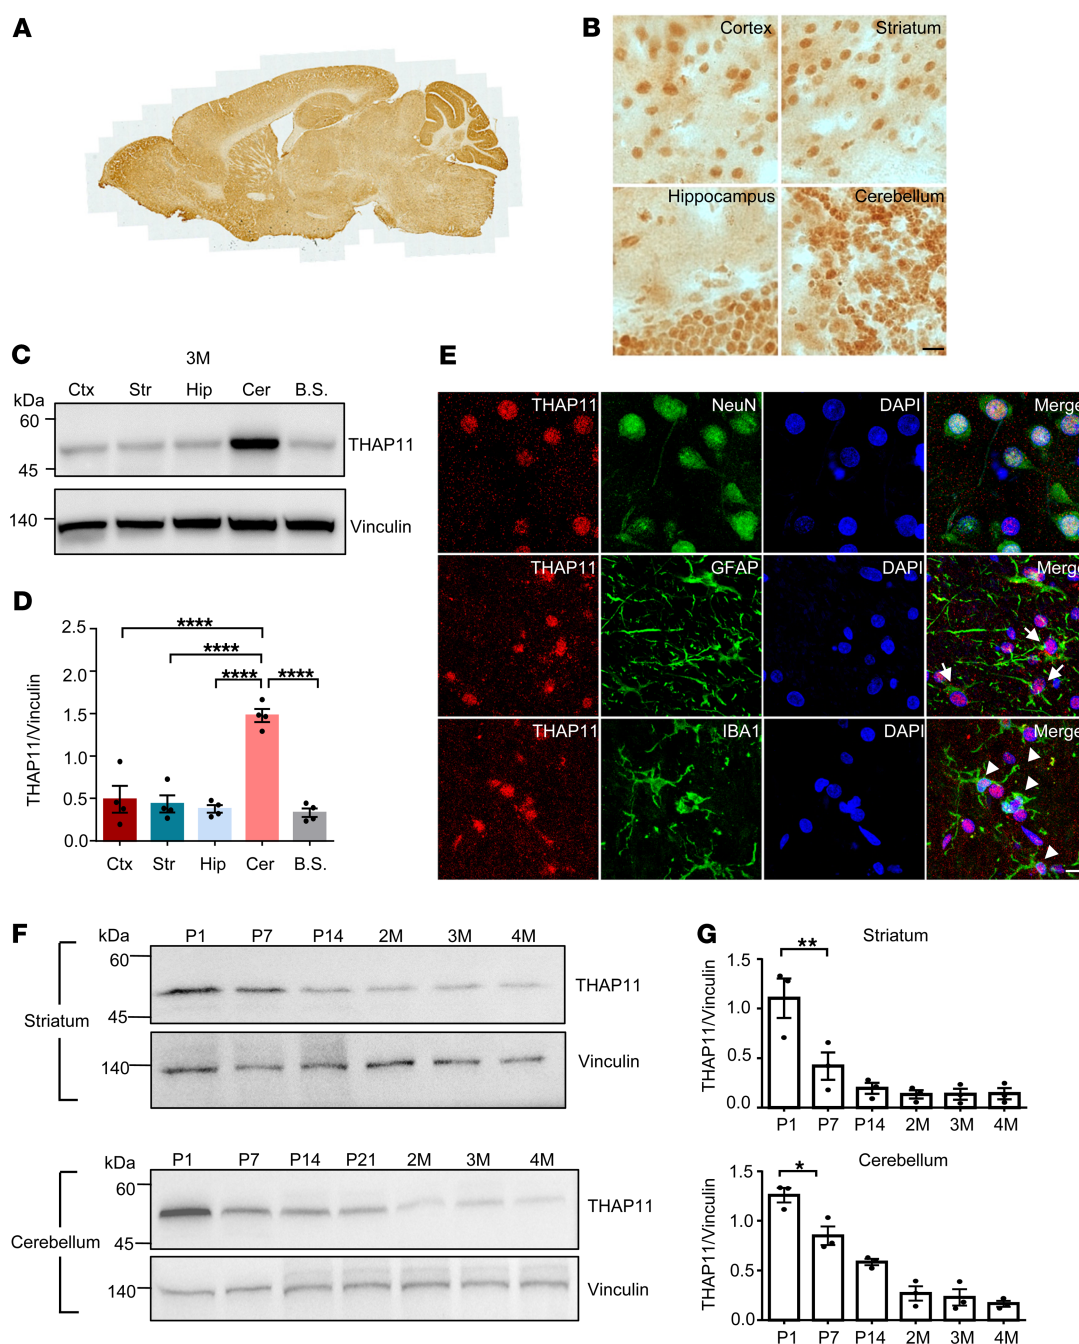 A
B
Cortex
Striatum
Hippocampus
Cerebellum
C
3M
Ctx Str Hip Cer B.S.
kDa
60
45
THAP11
140
Vinculin
D
THAP11/Vinculin
2.5
2.0
1.5
1.0
0.5
0.0
**** 
****
**** ****
Ctx Str Hip Cer B.S.
E
THAP11 NeuN DAPI Merge
THAP11 GFAP DAPI Merge
THAP11 IBA1 DAPI Merge
F
Striatum
kDa
P1 P7 P14 2M 3M 4M
60
45
THAP11
140
Vinculin
Cerebellum
kDa
P1 P7 P14 P21 2M 3M 4M
60
45
THAP11
140
Vinculin
G
Striatum
THAP11/Vinculin
1.5
1.0
0.5
0.0
**
P1 P7 P14 2M 3M 4M
Cerebellum
THAP11/Vinculin
1.5
1.0
0.5
0.0
*
P1 P7 P14 2M 3M 4M